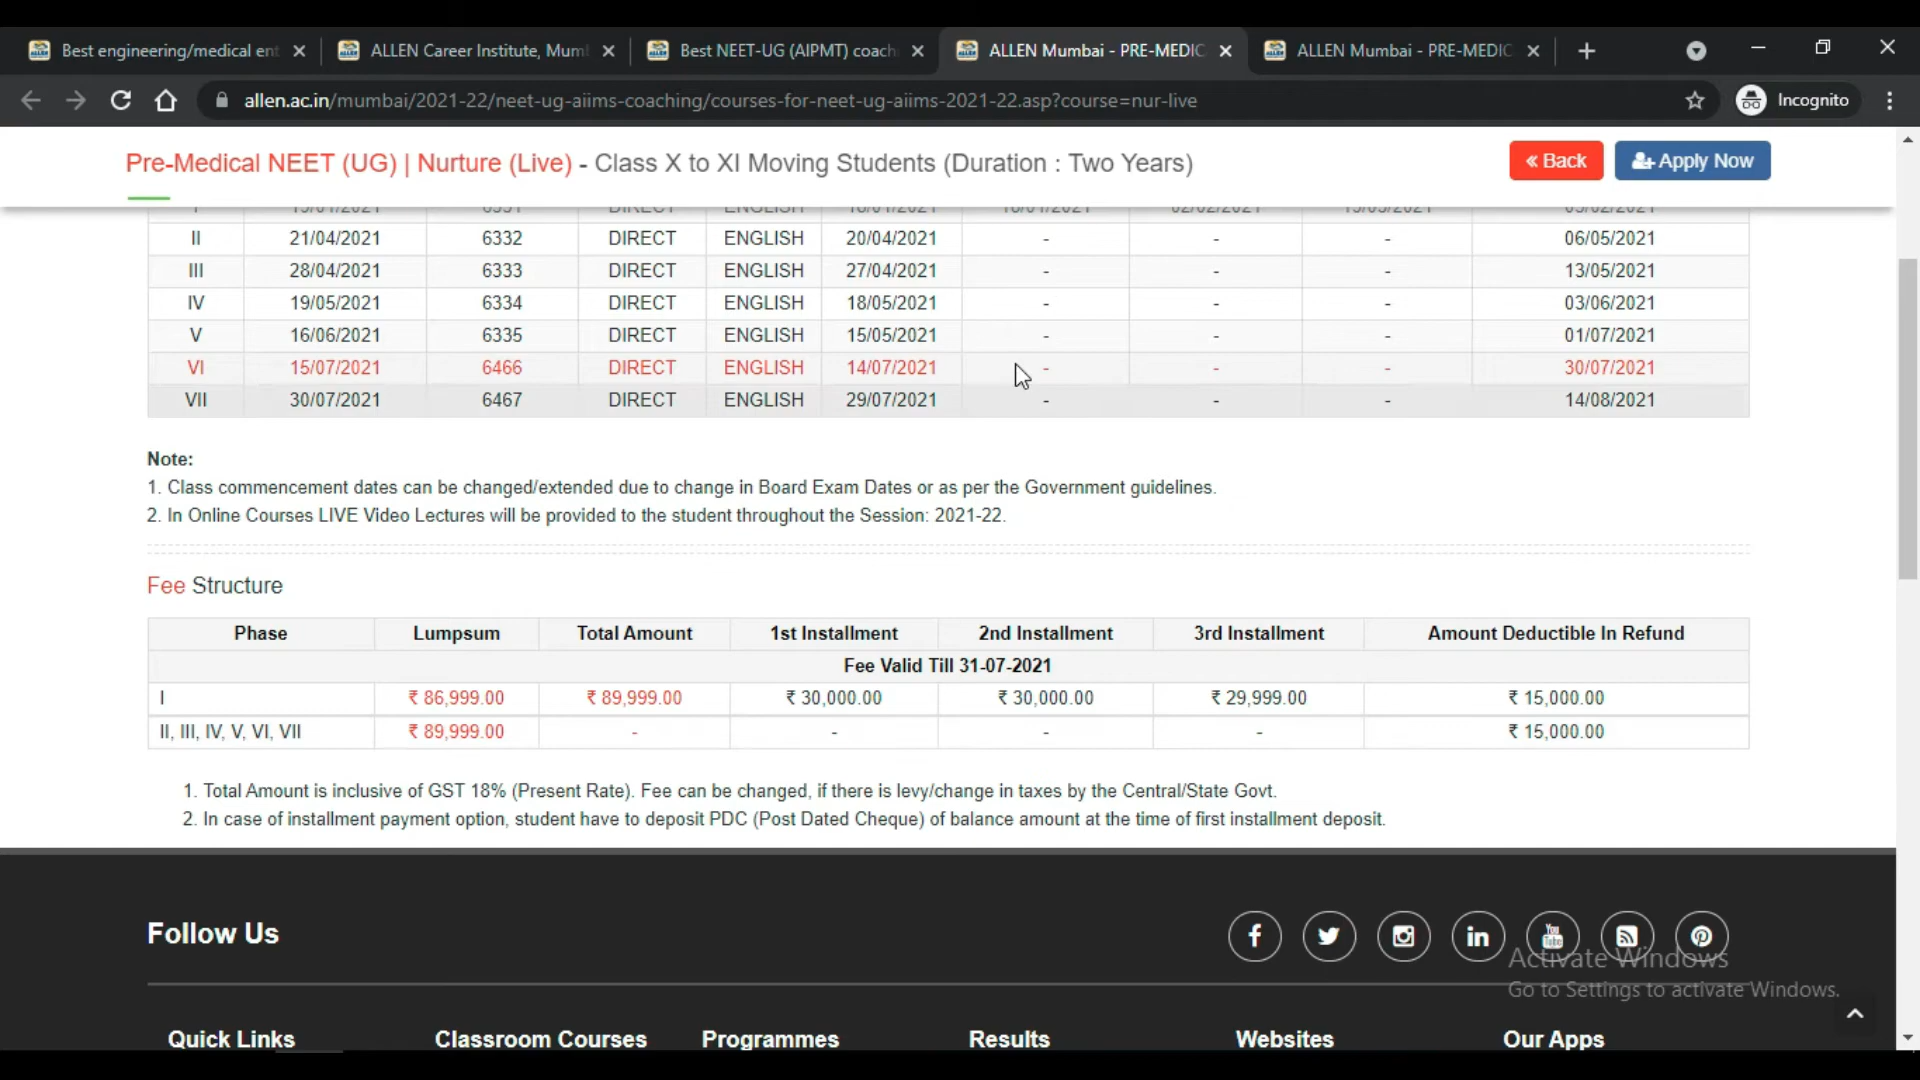 Best engineering/medical ent
ALLEN Career Institute, Mum
Best NEET-UG (AIPMT) coach
ALLEN Mumbai - PRE-MEDIC
ALLEN Mumbai - PRE-MEDIC
allen.ac.in/mumbai/2021-22/neet-ug-aiims-coaching/courses-for-neet-ug-aiims-2021-22.asp?course=nur-live
Incognito
Pre-Medical NEET (UG) | Nurture (Live) - Class X to XI Moving Students (Duration : Two Years)
« Back
Apply Now
II 21/04/2021 6332 DIRECT ENGLISH 20/04/2021 - - - 06/05/2021
III 28/04/2021 6333 DIRECT ENGLISH 27/04/2021 - - - 13/05/2021
IV 19/05/2021 6334 DIRECT ENGLISH 18/05/2021 - - - 03/06/2021
V 16/06/2021 6335 DIRECT ENGLISH 15/05/2021 - - - 01/07/2021
VI 15/07/2021 6466 DIRECT ENGLISH 14/07/2021 - - - 30/07/2021
VII 30/07/2021 6467 DIRECT ENGLISH 29/07/2021 - - - 14/08/2021
Note:
1. Class commencement dates can be changed/extended due to change in Board Exam Dates or as per the Government guidelines.
2. In Online Courses LIVE Video Lectures will be provided to the student throughout the Session: 2021-22.
Fee Structure
Phase Lumpsum Total Amount 1st Installment 2nd Installment 3rd Installment Amount Deductible In Refund
Fee Valid Till 31-07-2021
I ₹ 86,999.00 ₹ 89,999.00 ₹ 30,000.00 ₹ 30,000.00 ₹ 29,999.00 ₹ 15,000.00
II, III, IV, V, VI, VII ₹ 89,999.00 - - - - ₹ 15,000.00
1. Total Amount is inclusive of GST 18% (Present Rate). Fee can be changed, if there is levy/change in taxes by the Central/State Govt.
2. In case of installment payment option, student have to deposit PDC (Post Dated Cheque) of balance amount at the time of first installment deposit.
Follow Us
Activate Windows
Go to Settings to activate Windows.
Quick Links Classroom Courses Programmes Results Websites Our Apps